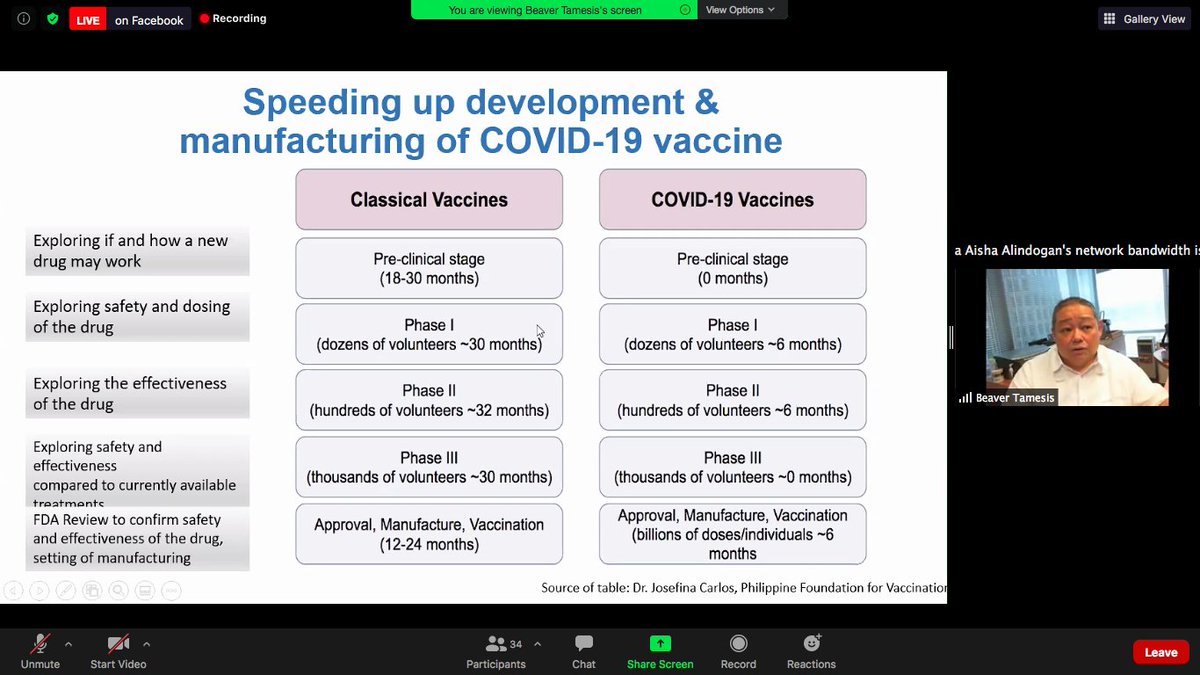 LIVE on Facebook
Recording
You are viewing Beaver Tamesis's screen
View Options
Gallery View
Speeding up development &
manufacturing of COVID-19 vaccine
Classical Vaccines
COVID-19 Vaccines
Exploring if and how a new
drug may work
Pre-clinical stage
(18-30 months)
Pre-clinical stage
(0 months)
Exploring safety and dosing
of the drug
Phase I
(dozens of volunteers ~30 months)
Phase I
(dozens of volunteers ~6 months)
Exploring the effectiveness
of the drug
Phase II
(hundreds of volunteers ~32 months)
Phase II
(hundreds of volunteers ~6 months)
Exploring safety and
effectiveness
compared to currently available
treatments
Phase III
(thousands of volunteers ~30 months)
Phase III
(thousands of volunteers ~0 months)
FDA Review to confirm safety
and effectiveness of the drug,
setting of manufacturing
Approval, Manufacture, Vaccination
(12-24 months)
Approval, Manufacture, Vaccination
(billions of doses/individuals ~6
months
Source of table: Dr. Josefina Carlos, Philippine Foundation for Vaccination
a Aisha Alindogan's network bandwidth is
Beaver Tamesis
Unmute
Start Video
34
Participants
Chat
Share Screen
Record
Reactions
Leave